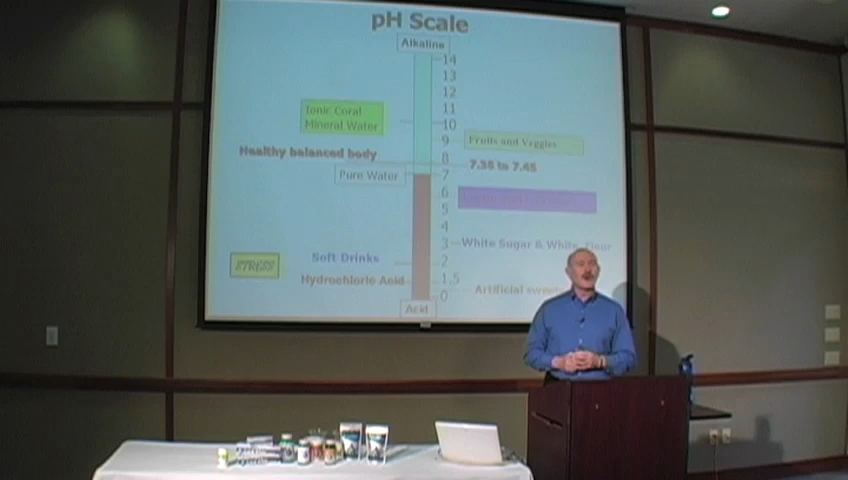 pH Scale
Alkaline
14
13
12
11
10
9
8
7
6
5
4
3
2
1.5
0
Acid
Ionic Coral
Mineral Water
Fruits and Veggies
Healthy balanced body
7.35 to 7.45
Pure Water
White Sugar & White Flour
Soft Drinks
STRESS
Hydrochloric Acid
Artificial